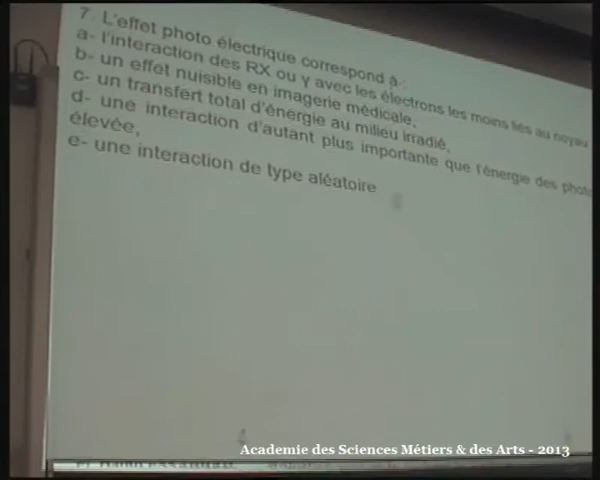 7. L'effet photo électrique correspond à :
a- l'interaction des RX ou γ avec les électrons les moins liés au noyau
b- un effet nuisible en imagerie médicale,
c- un transfert total d'énergie au milieu irradié,
d- une interaction d'autant plus importante que l'énergie des photo
élevée,
e- une interaction de type aléatoire
Academie des Sciences Métiers & des Arts - 2013